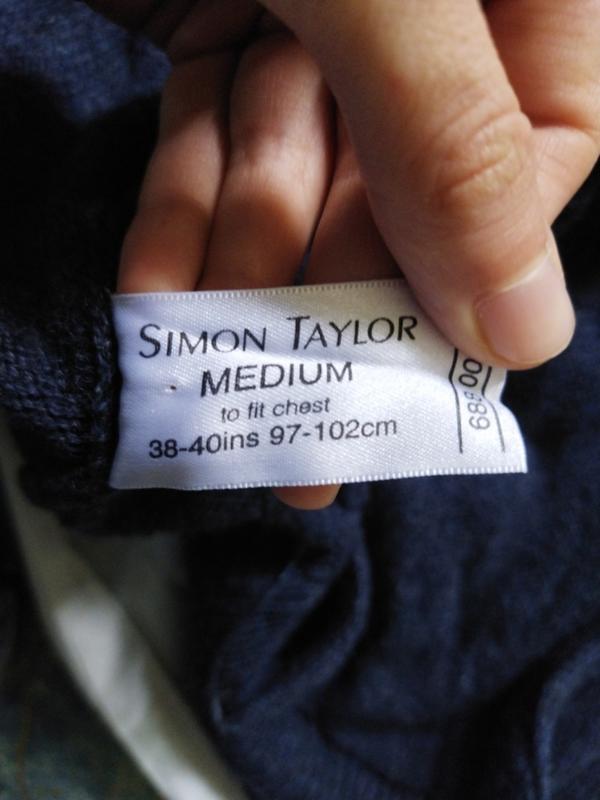 SIMON TAYLOR
MEDIUM
to fit chest
38-40ins 97-102cm